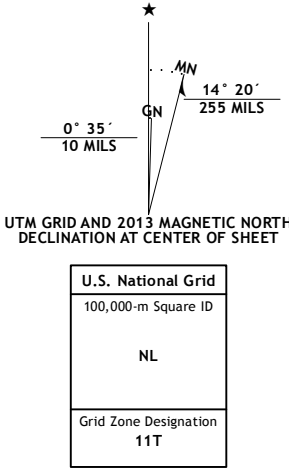 ★
MN
GN
14° 20´
255 MILS
0° 35´
10 MILS
UTM GRID AND 2013 MAGNETIC NORTH
DECLINATION AT CENTER OF SHEET
U.S. National Grid
100,000-m Square ID
NL
Grid Zone Designation
11T